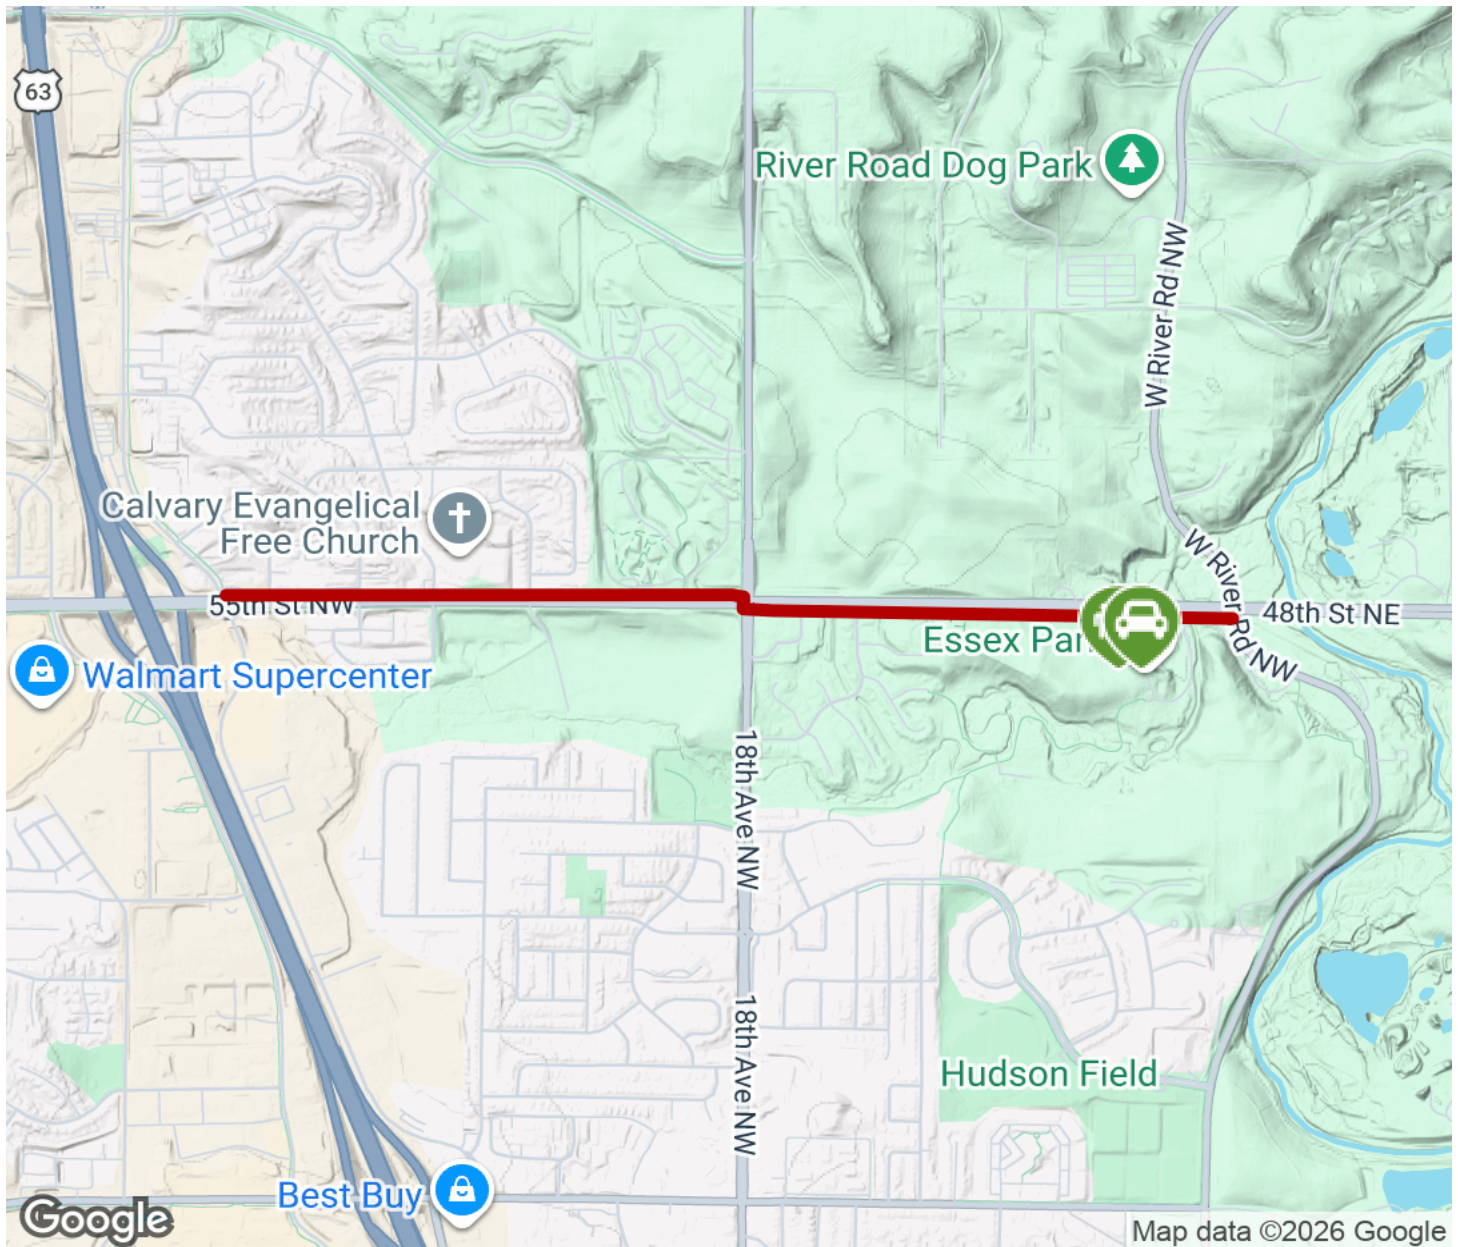 63
River Road Dog Park
W River Rd NW
Calvary Evangelical
Free Church
55th St NW
W River Rd NW
48th St NE
Essex Par
Walmart Supercenter
18th Ave NW
18th Ave NW
Hudson Field
Best Buy
Google
Map data ©2026 Google